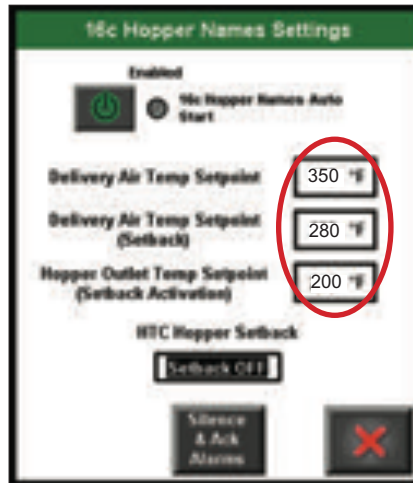 16c Hopper Names Settings
Enabled
16c Hopper Names Auto
Start
Delivery Air Temp Setpoint
350 °F
Delivery Air Temp Setpoint
(Setback)
280 °F
Hopper Outlet Temp Setpoint
(Setback Activation)
200 °F
HTC Hopper Setback
Setback OFF
Silence
& Ack
Alarms